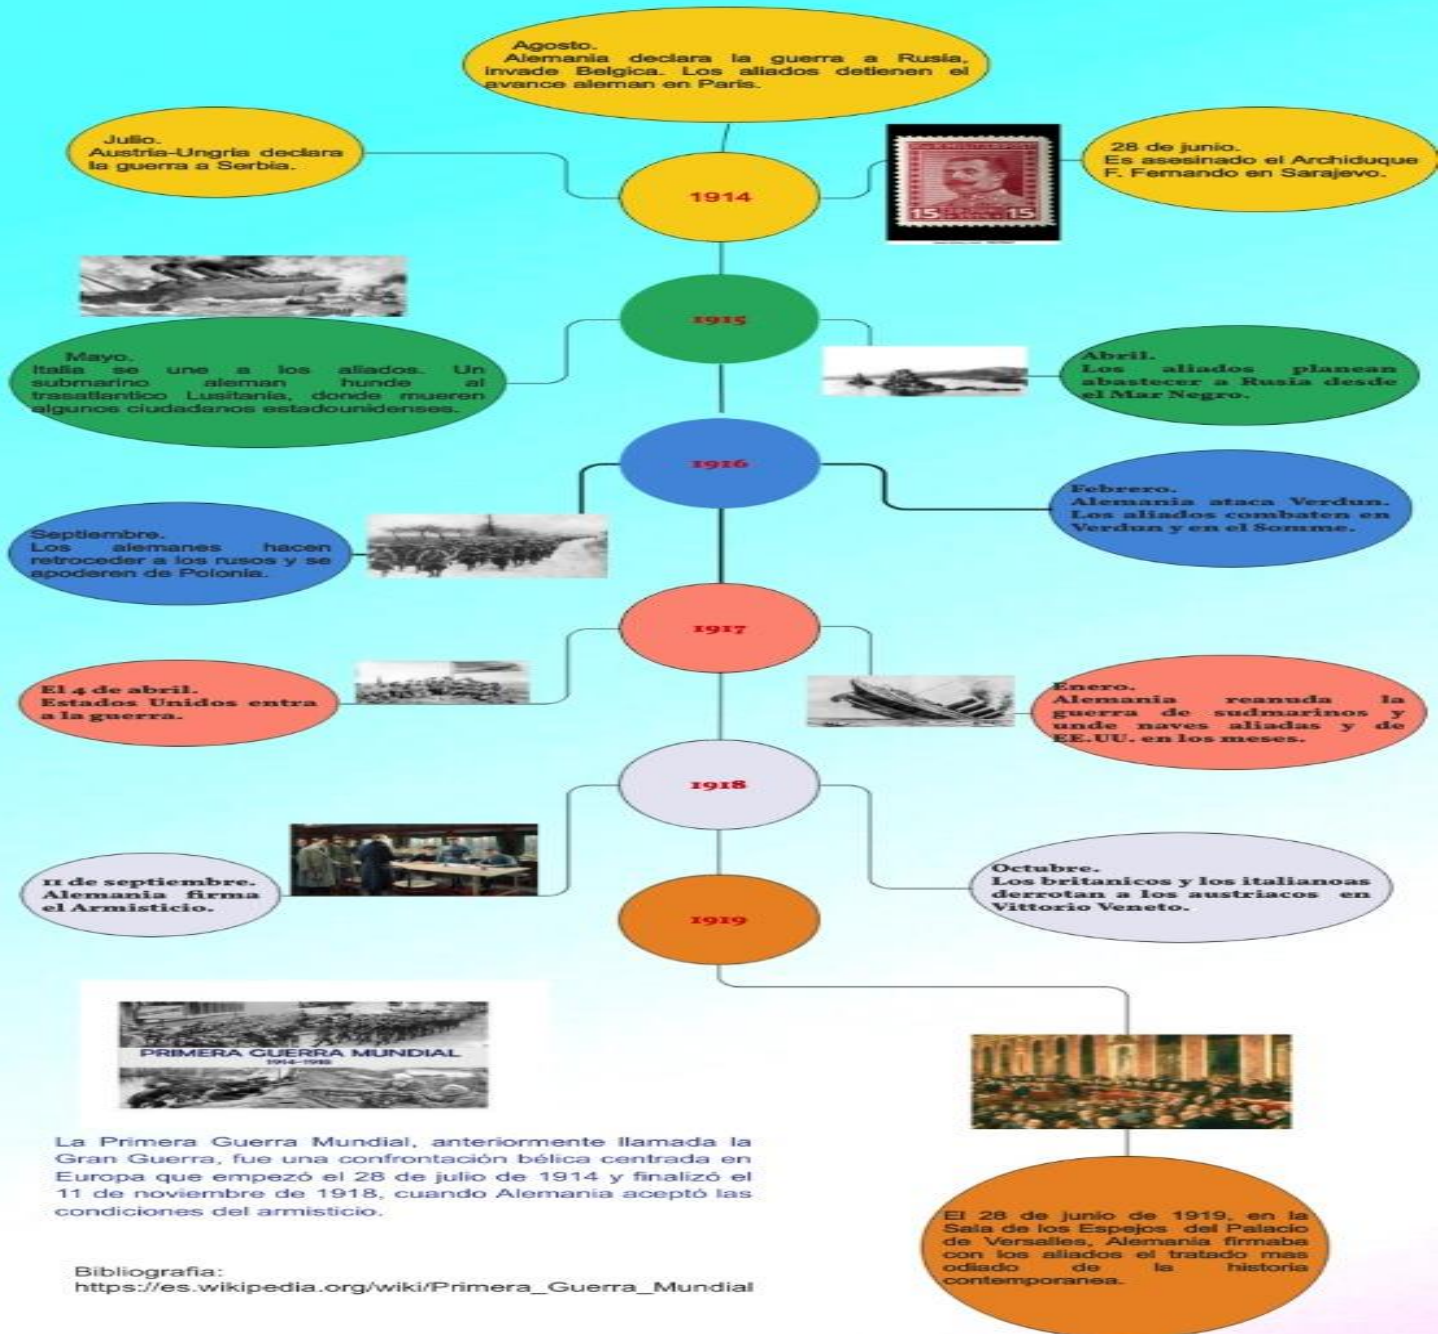 Agosto.
Alemania declara la guerra a Rusia,
invade Belgica. Los aliados detienen el
avance aleman en Paris.
Julio.
Austria-Ungria declara
la guerra a Serbia.
1914
15 15
28 de junio.
Es asesinado el Archiduque
F. Fernando en Sarajevo.
1915
Mayo.
Italia se une a los aliados. Un
submarino aleman hunde al
trasatlantico Lusitania, donde mueren
algunos ciudadanos estadounidenses.
Abril.
Los aliados planean
abastecer a Rusia desde
el Mar Negro.
1916
Febrero.
Alemania ataca Verdun.
Los aliados combaten en
Verdun y en el Somme.
Septiembre.
Los alemanes hacen
retroceder a los rusos y se
apoderen de Polonia.
1917
El 4 de abril.
Estados Unidos entra
a la guerra.
Enero.
Alemania reanuda la
guerra de sudmarinos y
unde naves aliadas y de
EE.UU. en los meses.
1918
11 de septiembre.
Alemania firma
el Armisticio.
Octubre.
Los britanicos y los italianoas
derrotan a los austriacos en
Vittorio Veneto.
1919
PRIMERA GUERRA MUNDIAL
1914-1918
La Primera Guerra Mundial, anteriormente llamada la
Gran Guerra, fue una confrontación bélica centrada en
Europa que empezó el 28 de julio de 1914 y finalizó el
11 de noviembre de 1918, cuando Alemania aceptó las
condiciones del armisticio.
El 28 de junio de 1919, en la
Sala de los Espejos del Palacio
de Versalles, Alemania firmaba
con los aliados el tratado mas
odiado de la historia
contemporanea.
Bibliografia:
https://es.wikipedia.org/wiki/Primera_Guerra_Mundial